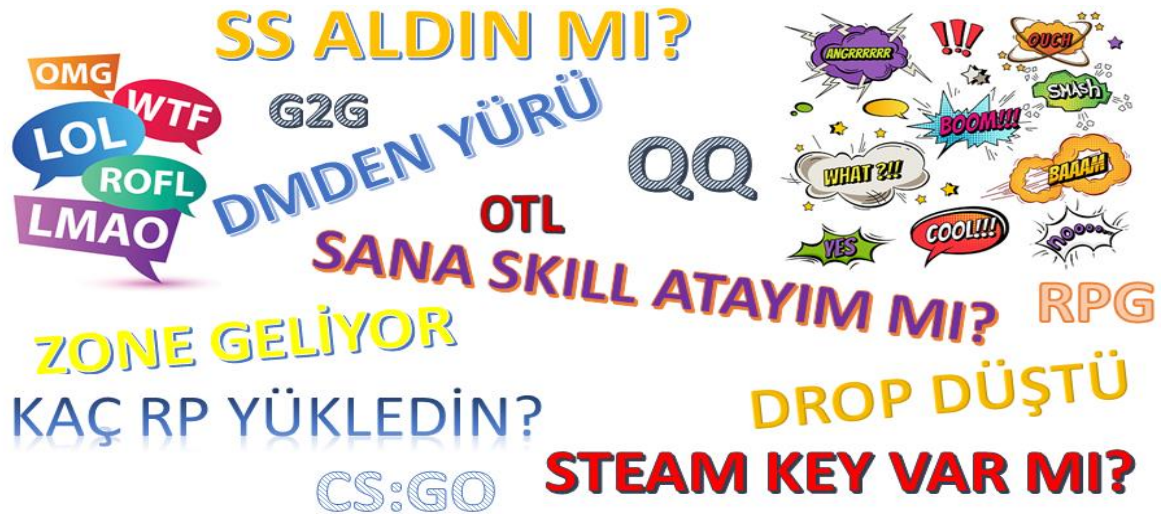 SS ALDIN MI?
OMG
WTF
LOL
ROFL
LMAO
G2G
DMDEN YÜRÜ
QQ
OTL
SANA SKILL ATAYIM MI?
ANGRRRRRR
!!!
OUCH
SMASh
BOOM!!!
WHAT ?!!
BAAAM
YES
COOL!!!
nooo...
RPG
ZONE GELİYOR
DROP DÜŞTÜ
KAÇ RP YÜKLEDİN?
CS:GO
STEAM KEY VAR MI?